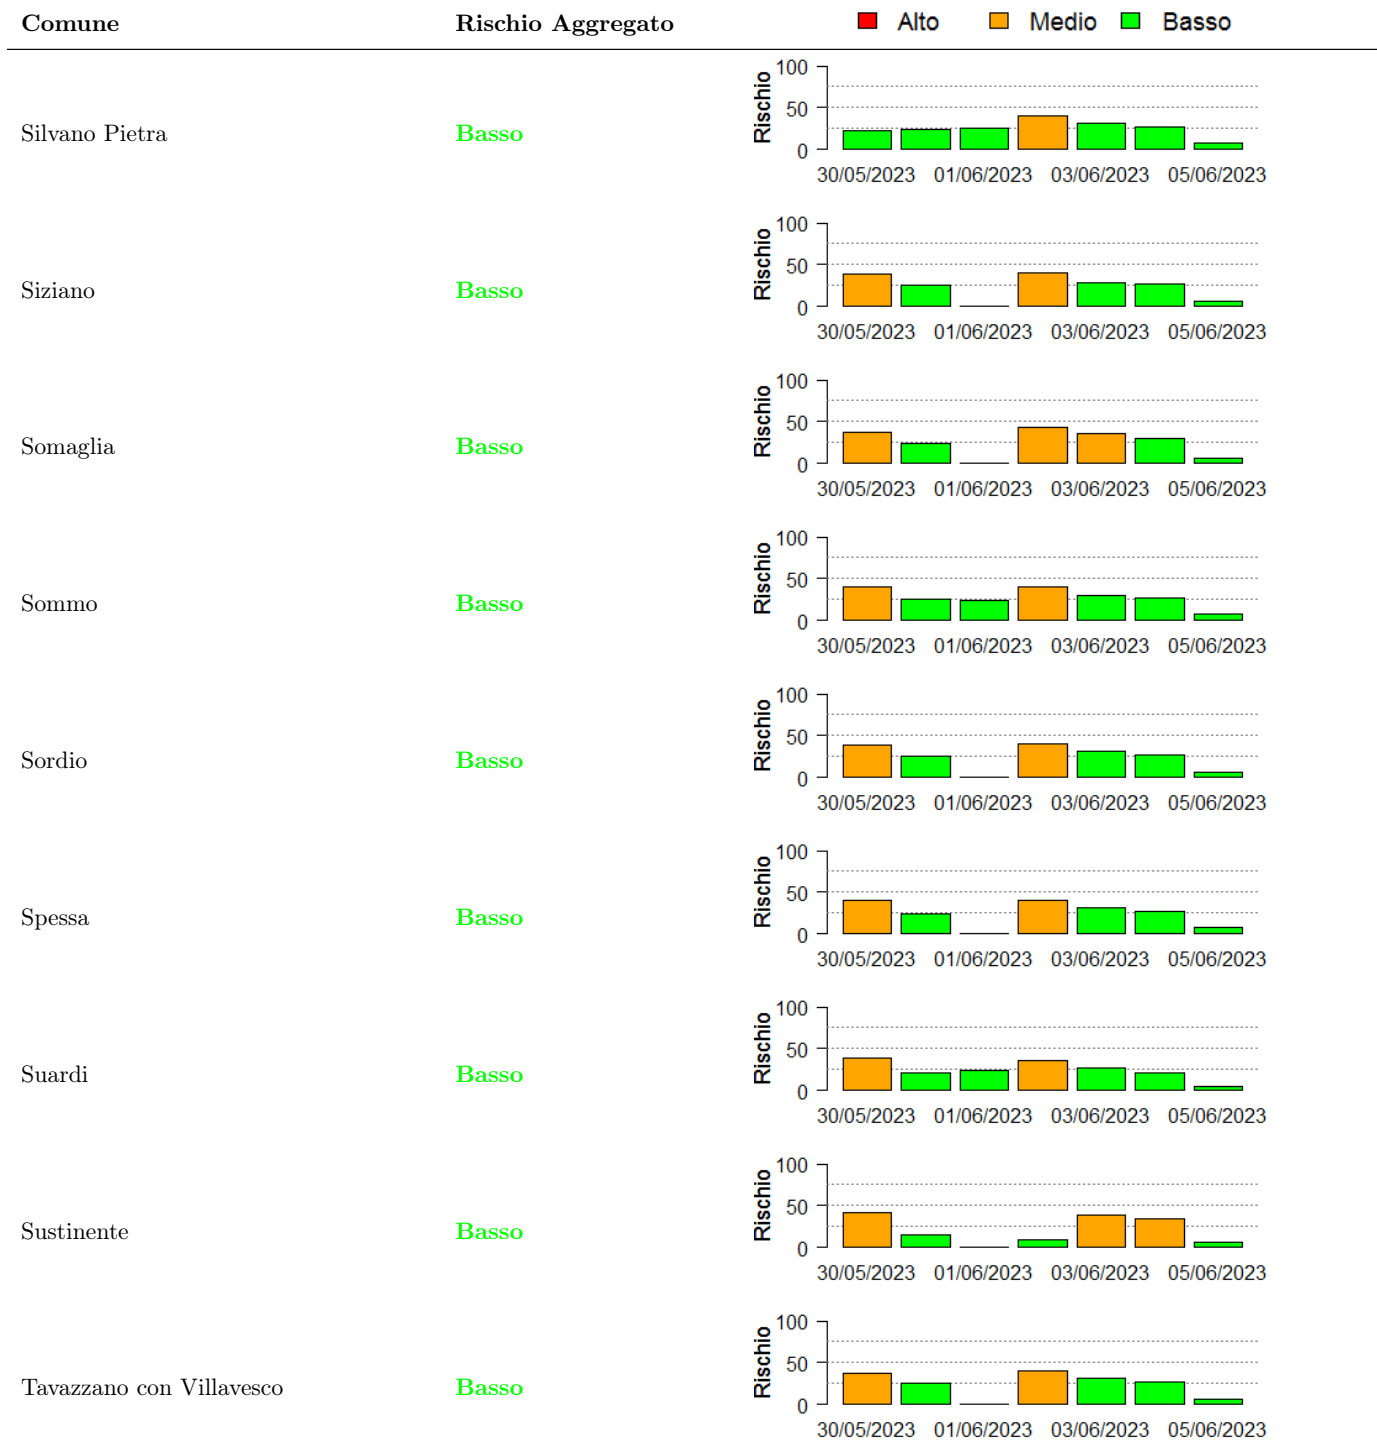 Comune Rischio Aggregato Alto Medio Basso
Silvano Pietra Basso
Rischio
100
50
0
30/05/2023 01/06/2023 03/06/2023 05/06/2023
Siziano Basso
Rischio
100
50
0
30/05/2023 01/06/2023 03/06/2023 05/06/2023
Somaglia Basso
Rischio
100
50
0
30/05/2023 01/06/2023 03/06/2023 05/06/2023
Sommo Basso
Rischio
100
50
0
30/05/2023 01/06/2023 03/06/2023 05/06/2023
Sordio Basso
Rischio
100
50
0
30/05/2023 01/06/2023 03/06/2023 05/06/2023
Spessa Basso
Rischio
100
50
0
30/05/2023 01/06/2023 03/06/2023 05/06/2023
Suardi Basso
Rischio
100
50
0
30/05/2023 01/06/2023 03/06/2023 05/06/2023
Sustinente Basso
Rischio
100
50
0
30/05/2023 01/06/2023 03/06/2023 05/06/2023
Tavazzano con Villavesco Basso
Rischio
100
50
0
30/05/2023 01/06/2023 03/06/2023 05/06/2023